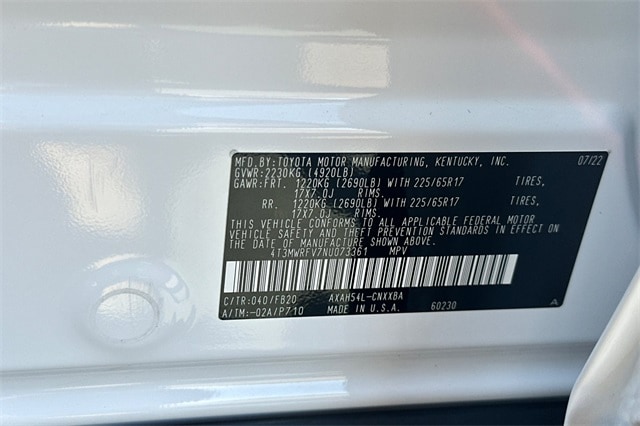 MFD.BY:TOYOTA MOTOR MANUFACTURING, KENTUCKY, INC. 07/22
GVWR:2230KG (4920LB)
GAWR:FRT. 1220KG (2690LB) WITH 225/65R17 TIRES,
17X7.0J RIMS.
RR. 1220KG (2690LB) WITH 225/65R17 TIRES,
17X7.0J RIMS.
THIS VEHICLE CONFORMS TO ALL APPLICABLE FEDERAL MOTOR
VEHICLE SAFETY AND THEFT PREVENTION STANDARDS IN EFFECT ON
THE DATE OF MANUFACTURE SHOWN ABOVE.
4T3MWRFV7NU073361 MPV
C/TR:040/FB20 AXAH54L-CNXXBA
A/TM:-02A/P710 MADE IN U.S.A. 60230 A